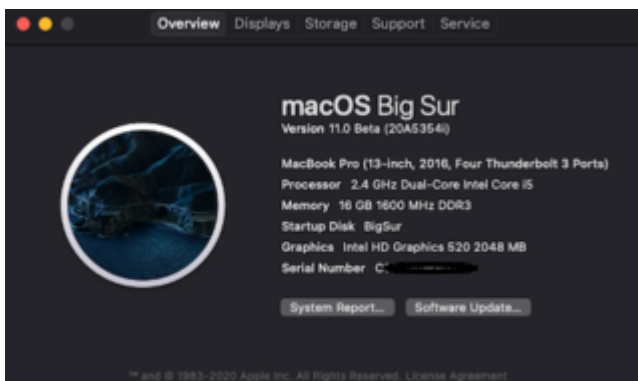 Overview Displays Storage Support Service
macOS Big Sur
Version 11.0 Beta (20A5354i)
MacBook Pro (13-inch, 2016, Four Thunderbolt 3 Ports)
Processor 2.4 GHz Dual-Core Intel Core i5
Memory 16 GB 1600 MHz DDR3
Startup Disk BigSur
Graphics Intel HD Graphics 520 2048 MB
Serial Number C
System Report... Software Update...
™ and © 1983-2020 Apple Inc. All Rights Reserved. License Agreement